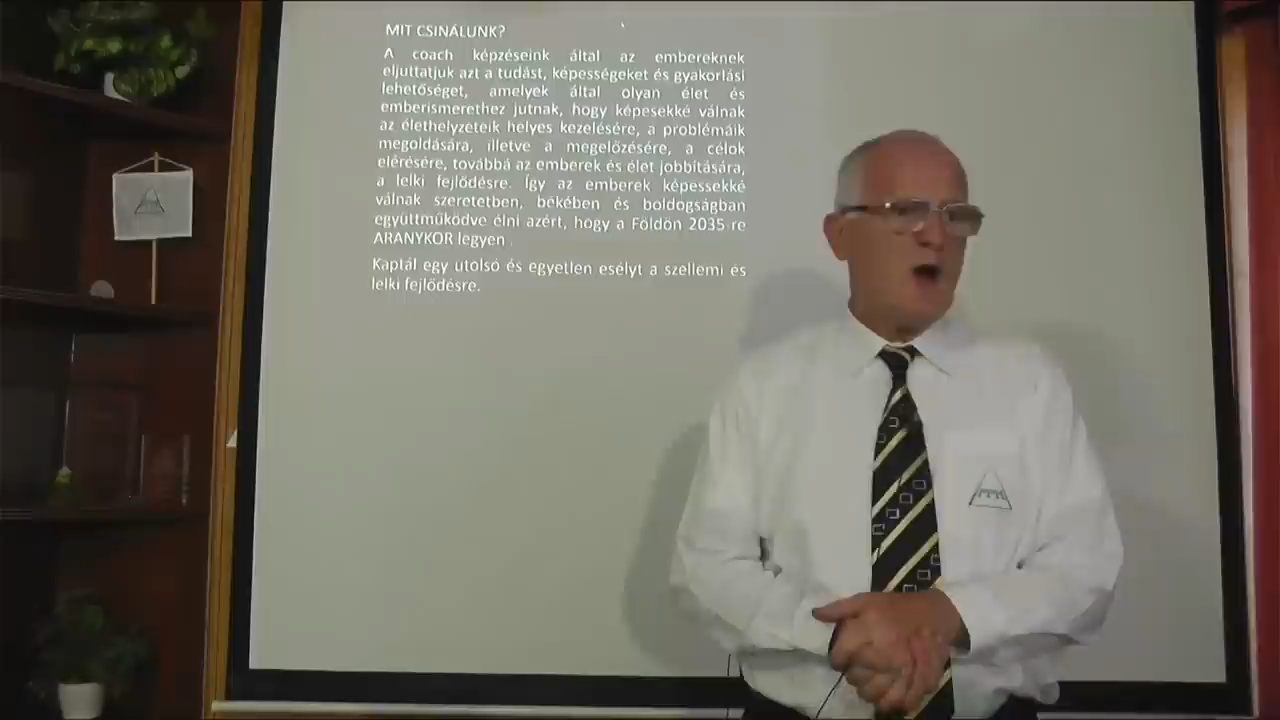 MIT CSINÁLUNK?
A coach képzéseink által az embereknek
eljuttatjuk azt a tudást, képességeket és gyakorlási
lehetőséget, amelyek által olyan élet és
emberismerethez jutnak, hogy képesekké válnak
az élethelyzeteik helyes kezelésére, a problémáik
megoldására, illetve a megelőzésére, a célok
elérésére, továbbá az emberek és élet jobbítására,
a lelki fejlődésre. Így az emberek képessekké
válnak szeretetben, békében és boldogságban
együttműködve élni azért, hogy a Földön 2035-re
ARANYKOR legyen .
Kaptál egy utolsó és egyetlen esélyt a szellemi és
lelki fejlődésre.